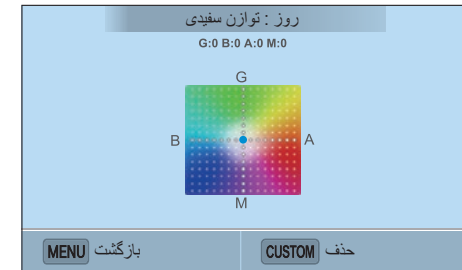 روز : توازن سفیدی
G:0 B:0 A:0 M:0
G
B A
M
MENU بازگشت
CUSTOM حذف